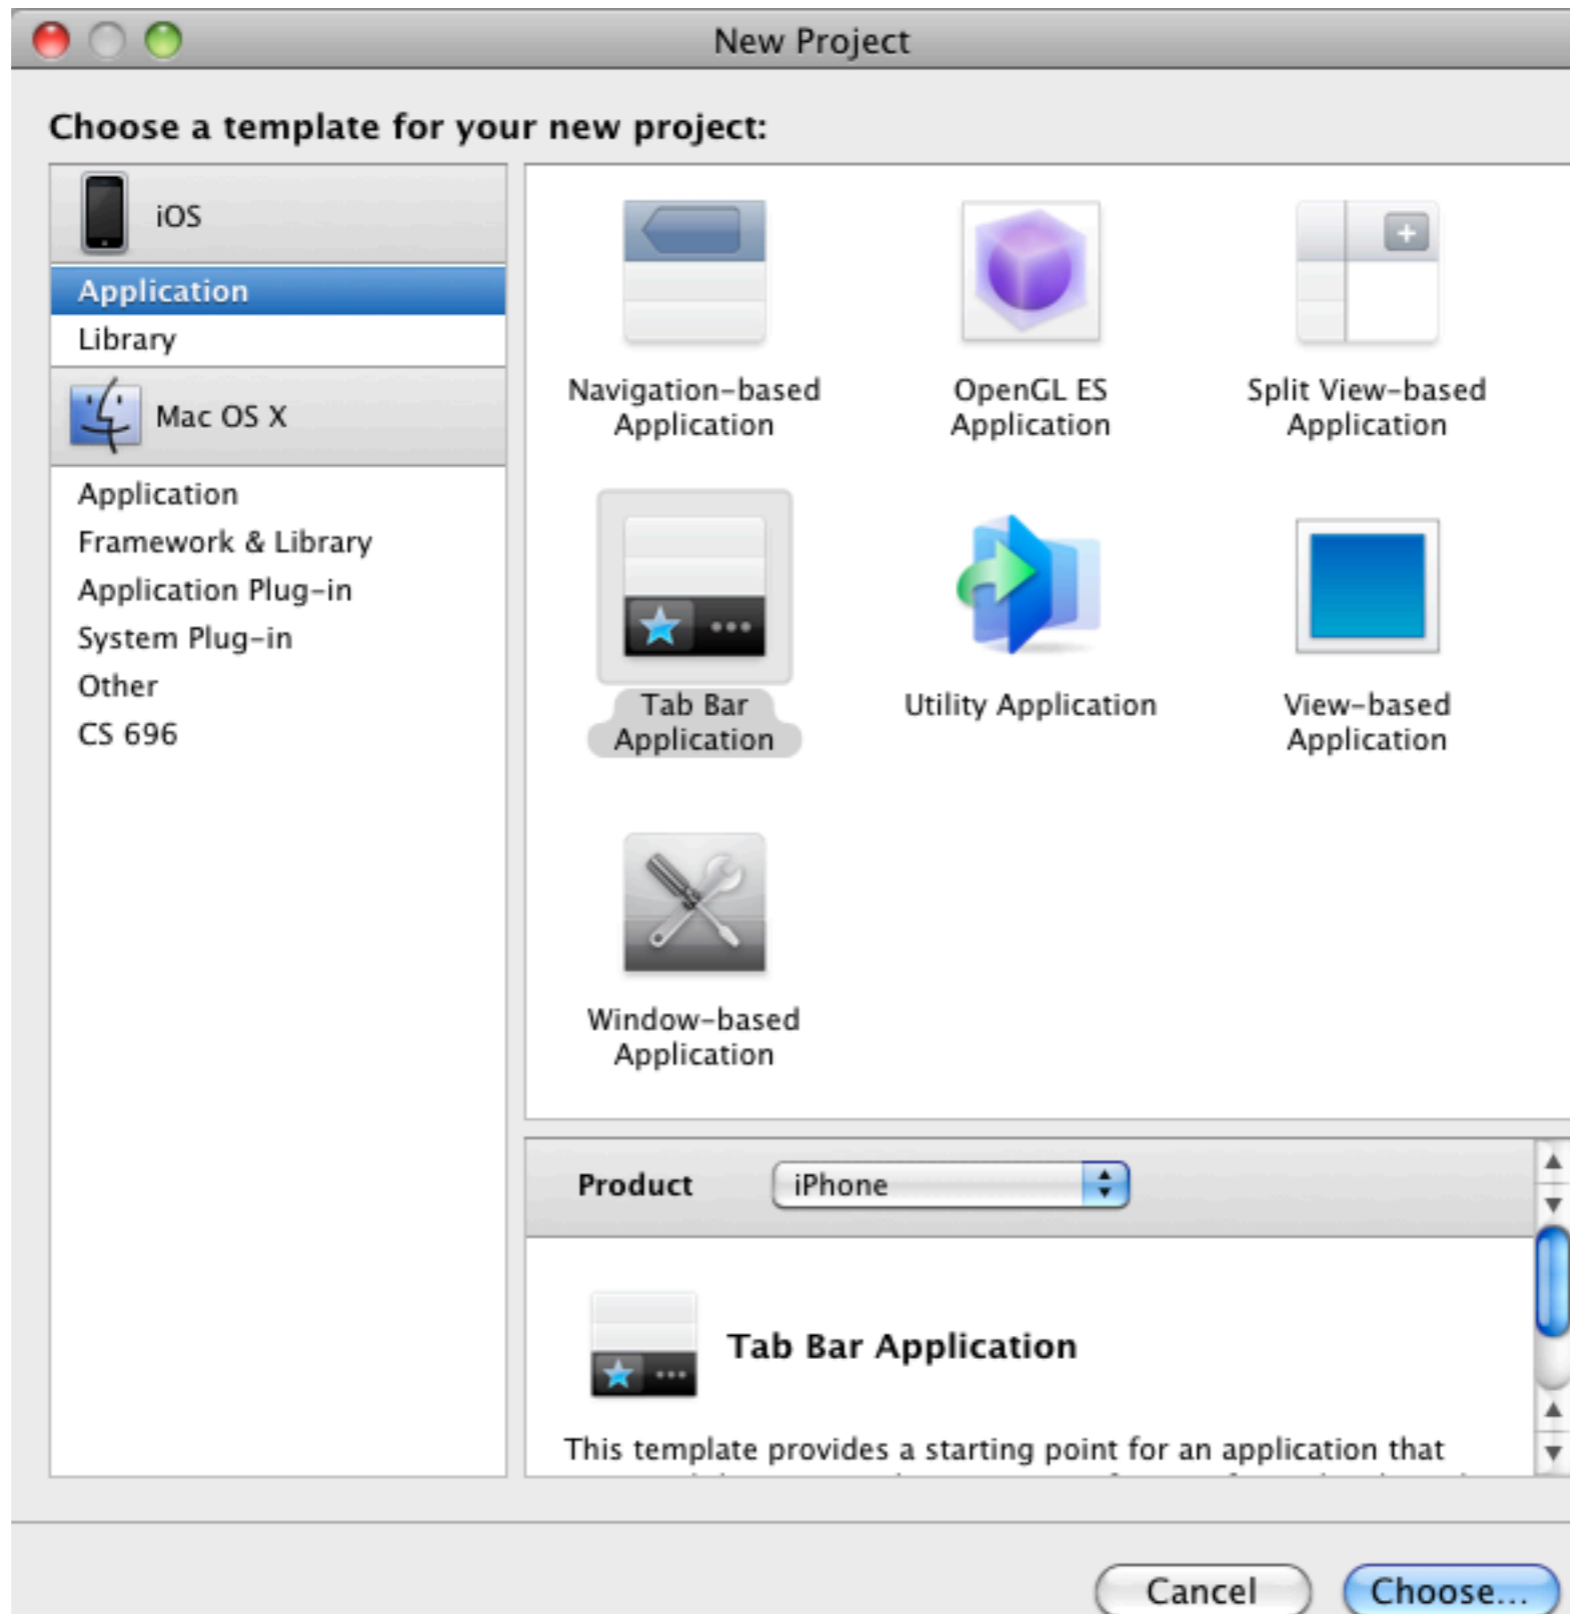 New Project
Choose a template for your new project:
iOS
Application
Library
Mac OS X
Application
Framework & Library
Application Plug-in
System Plug-in
Other
CS 696
Navigation-based
Application
OpenGL ES
Application
Split View-based
Application
Tab Bar
Application
Utility Application
View-based
Application
Window-based
Application
Product
iPhone
Tab Bar Application
This template provides a starting point for an application that
Cancel
Choose...